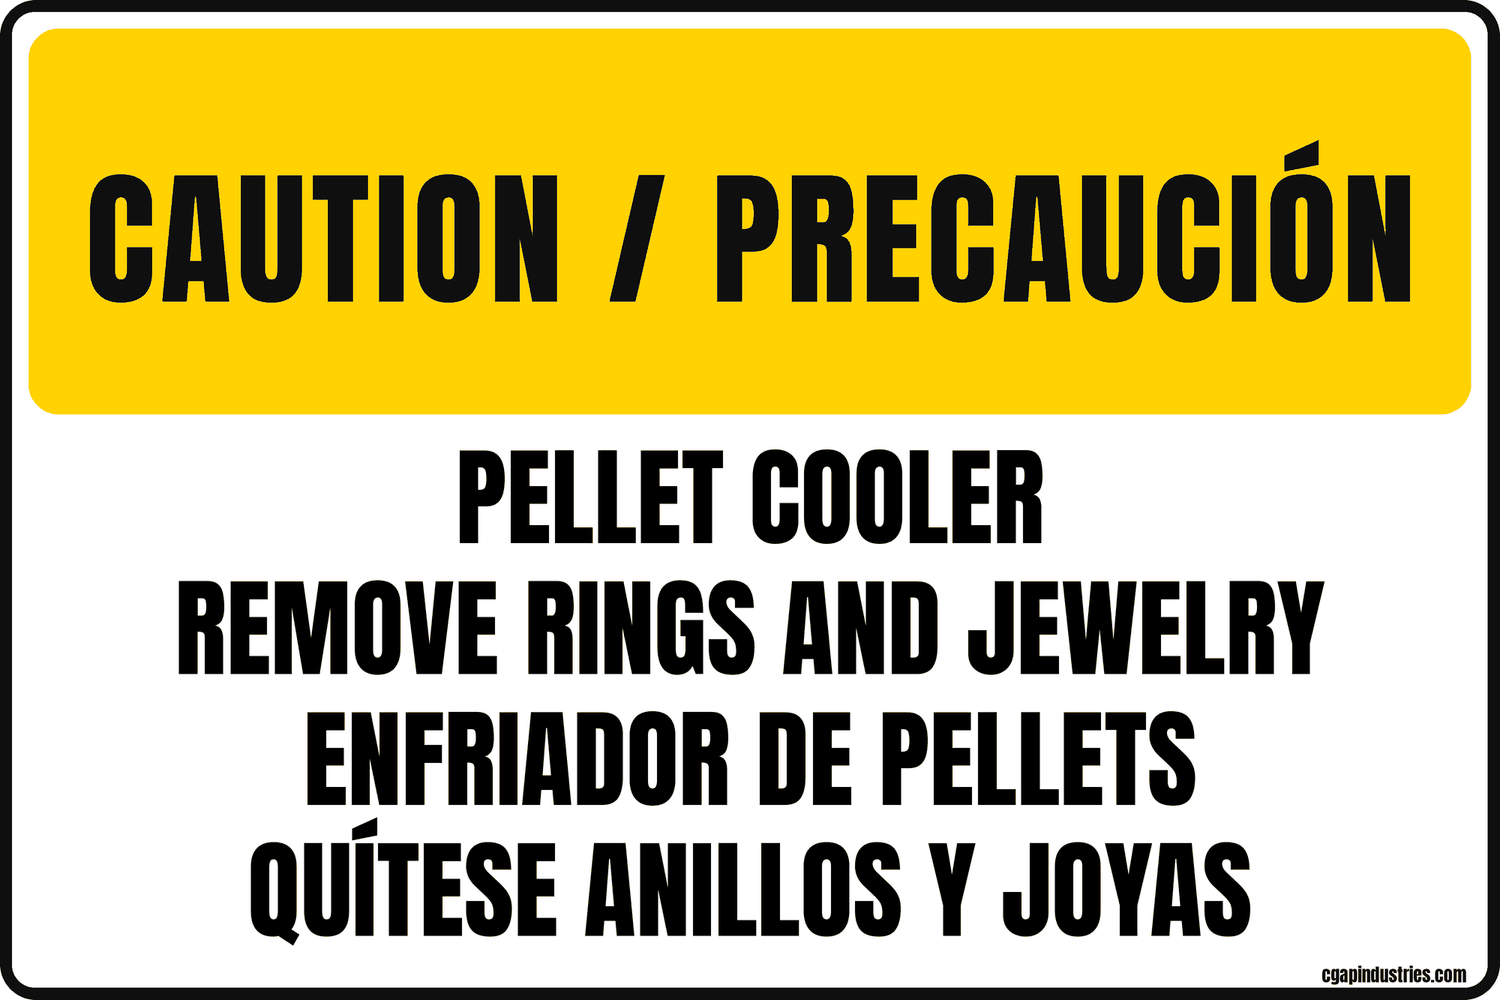 CAUTION / PRECAUCIÓN
PELLET COOLER
REMOVE RINGS AND JEWELRY
ENFRIADOR DE PELLETS
QUÍTESE ANILLOS Y JOYAS
cgapindustries.com